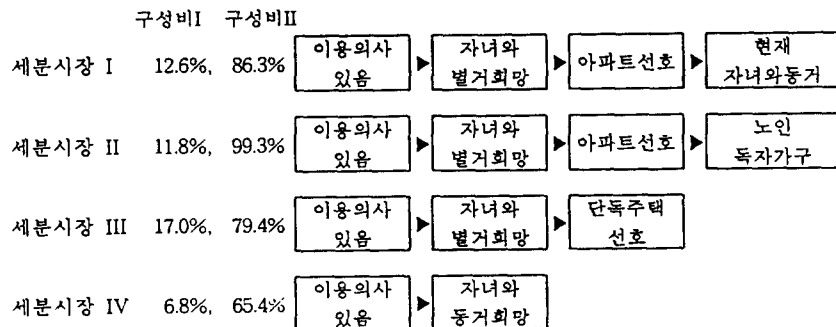 구성비I 구성비II
세분시장 I 12.6%, 86.3% 이용의사 있음 ▶ 자녀와 별거희망 ▶ 아파트선호 ▶ 현재 자녀와동거
세분시장 II 11.8%, 99.3% 이용의사 있음 ▶ 자녀와 별거희망 ▶ 아파트선호 ▶ 노인 독자가구
세분시장 III 17.0%, 79.4% 이용의사 있음 ▶ 자녀와 별거희망 ▶ 단독주택 선호
세분시장 IV 6.8%, 65.4% 이용의사 있음 ▶ 자녀와 동거희망